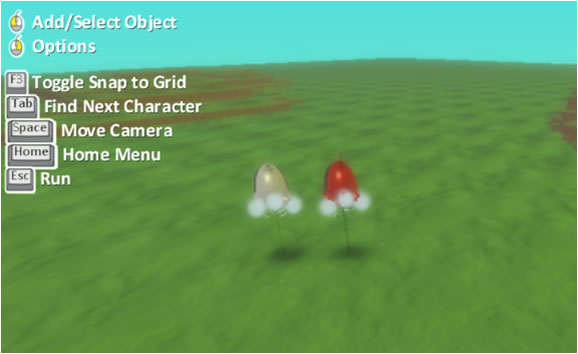 Add/Select Object
Options
F3 Toggle Snap to Grid
Tab Find Next Character
Space Move Camera
Home Home Menu
Esc Run